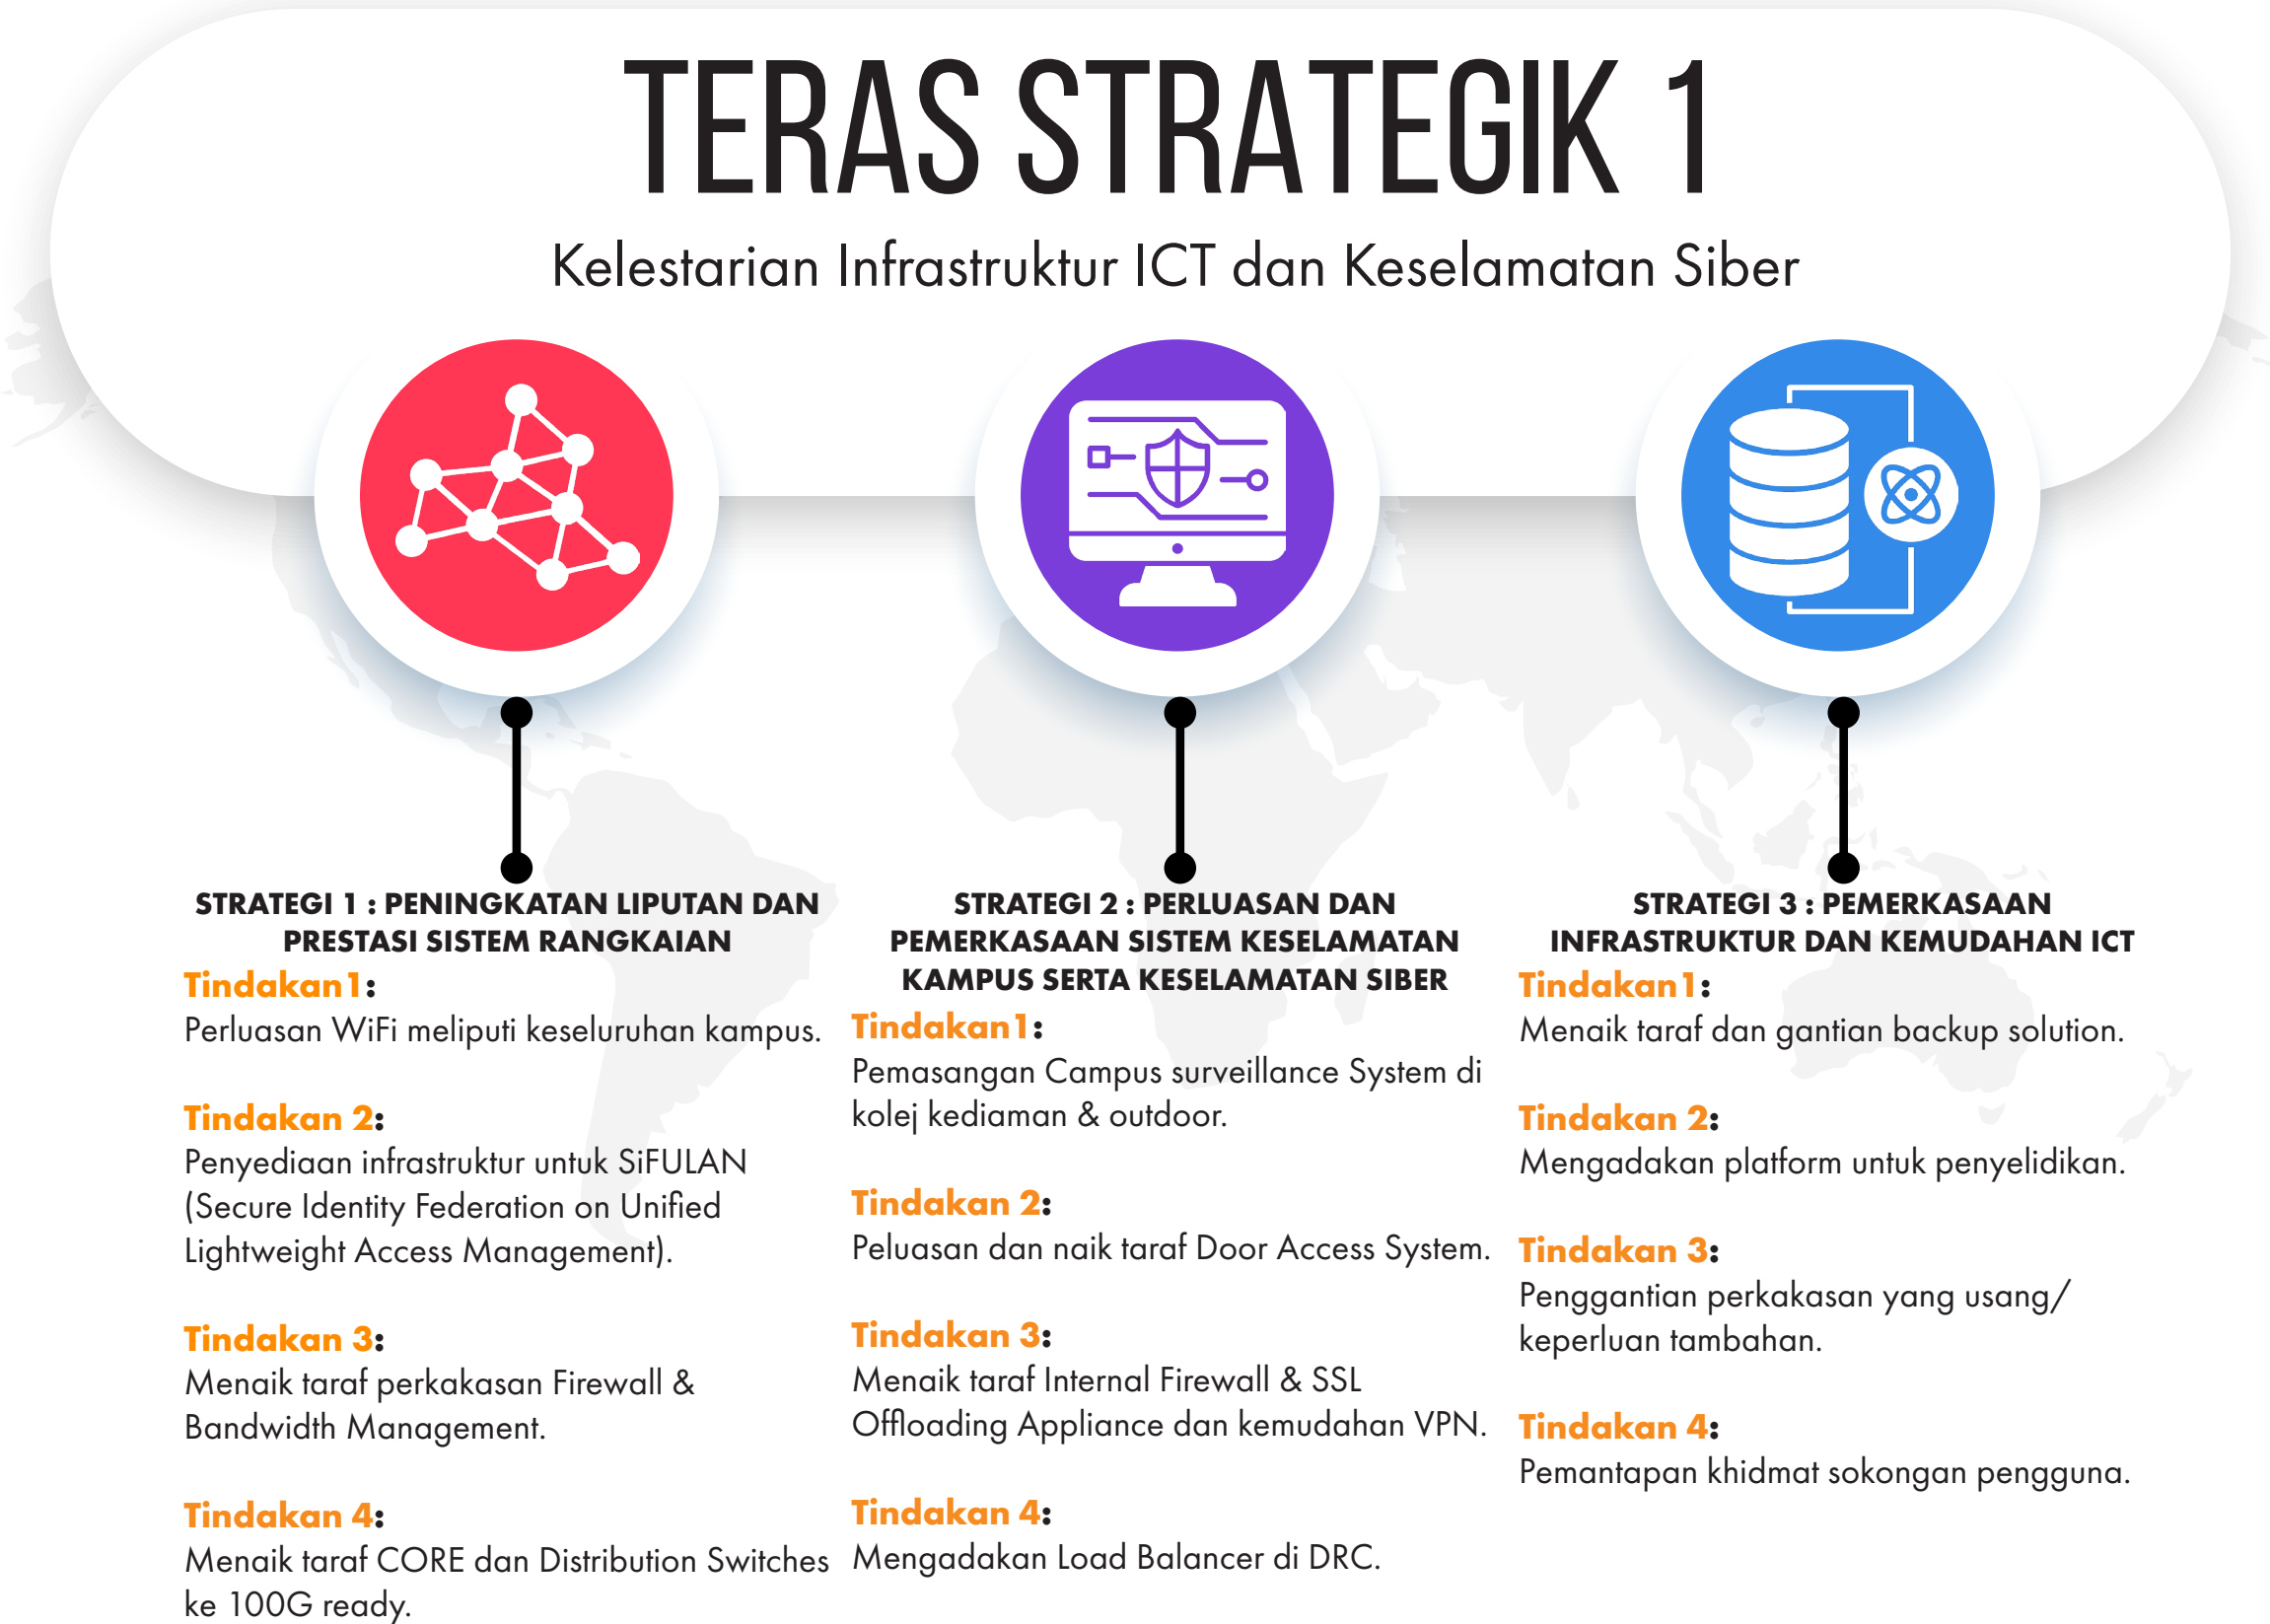 TERAS STRATEGIK 1
Kelestarian Infrastruktur ICT dan Keselamatan Siber
STRATEGI 1 : PENINGKATAN LIPUTAN DAN
PRESTASI SISTEM RANGKAIAN
Tindakan1:
Perluasan WiFi meliputi keseluruhan kampus.
Tindakan 2:
Penyediaan infrastruktur untuk SiFULAN
(Secure Identity Federation on Unified
Lightweight Access Management).
Tindakan 3:
Menaik taraf perkakasan Firewall &
Bandwidth Management.
Tindakan 4:
Menaik taraf CORE dan Distribution Switches
ke 100G ready.
STRATEGI 2 : PERLUASAN DAN
PEMERKASAAN SISTEM KESELAMATAN
KAMPUS SERTA KESELAMATAN SIBER
Tindakan1:
Pemasangan Campus surveillance System di
kolej kediaman & outdoor.
Tindakan 2:
Peluasan dan naik taraf Door Access System.
Tindakan 3:
Menaik taraf Internal Firewall & SSL
Offloading Appliance dan kemudahan VPN.
Tindakan 4:
Mengadakan Load Balancer di DRC.
STRATEGI 3 : PEMERKASAAN
INFRASTRUKTUR DAN KEMUDAHAN ICT
Tindakan1:
Menaik taraf dan gantian backup solution.
Tindakan 2:
Mengadakan platform untuk penyelidikan.
Tindakan 3:
Penggantian perkakasan yang usang/
keperluan tambahan.
Tindakan 4:
Pemantapan khidmat sokongan pengguna.